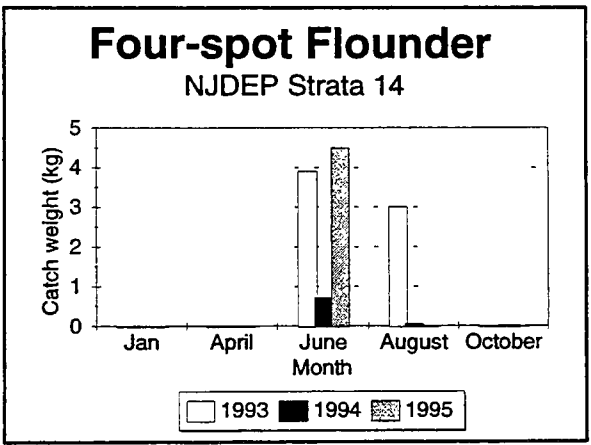 Four-spot Flounder
NJDEP Strata 14
Catch weight (kg)
5
4
3
2
1
0
Jan April June August October
Month
1993 1994 1995